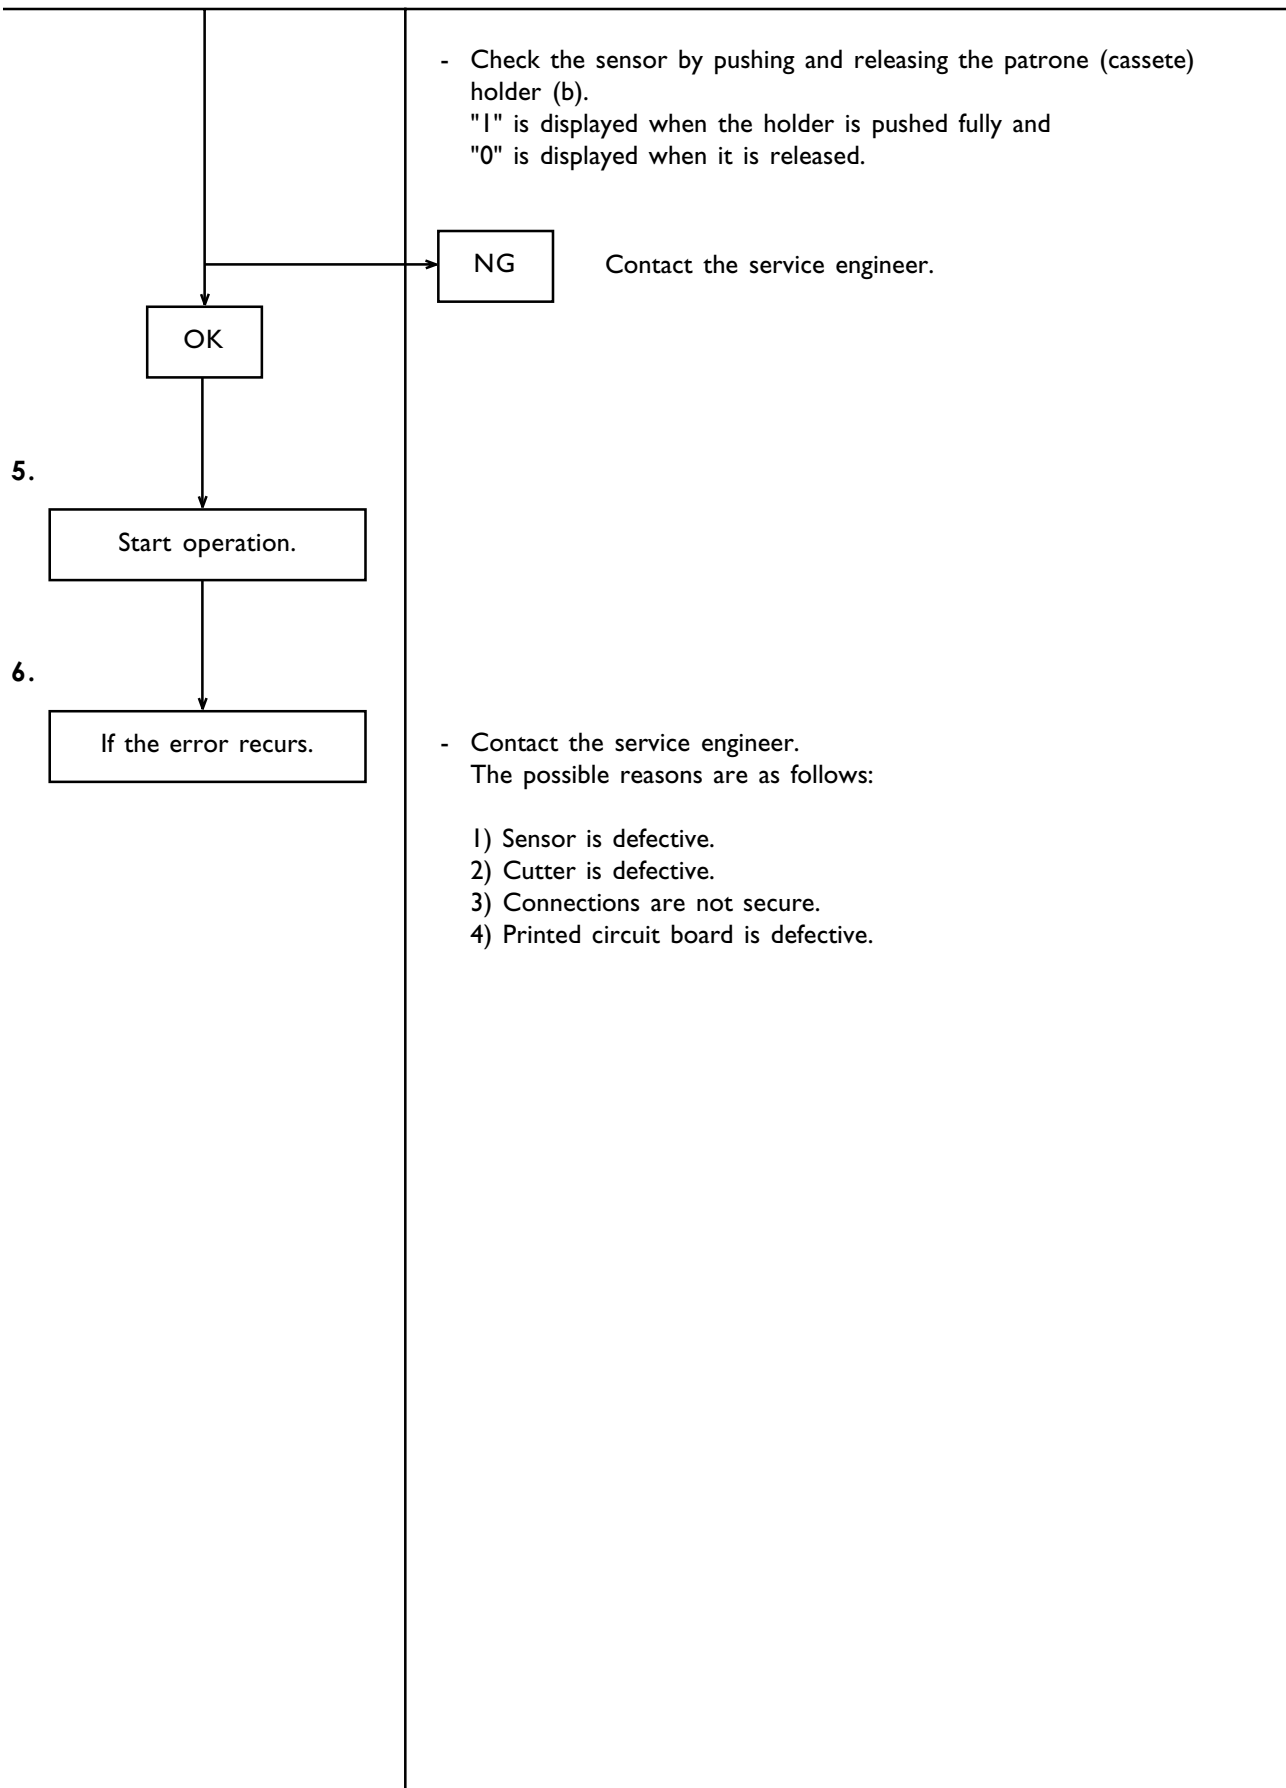 - Check the sensor by pushing and releasing the patrone (cassete)
holder (b).
"1" is displayed when the holder is pushed fully and
"0" is displayed when it is released.
NG
Contact the service engineer.
OK
5.
Start operation.
6.
If the error recurs.
- Contact the service engineer.
The possible reasons are as follows:
1) Sensor is defective.
2) Cutter is defective.
3) Connections are not secure.
4) Printed circuit board is defective.